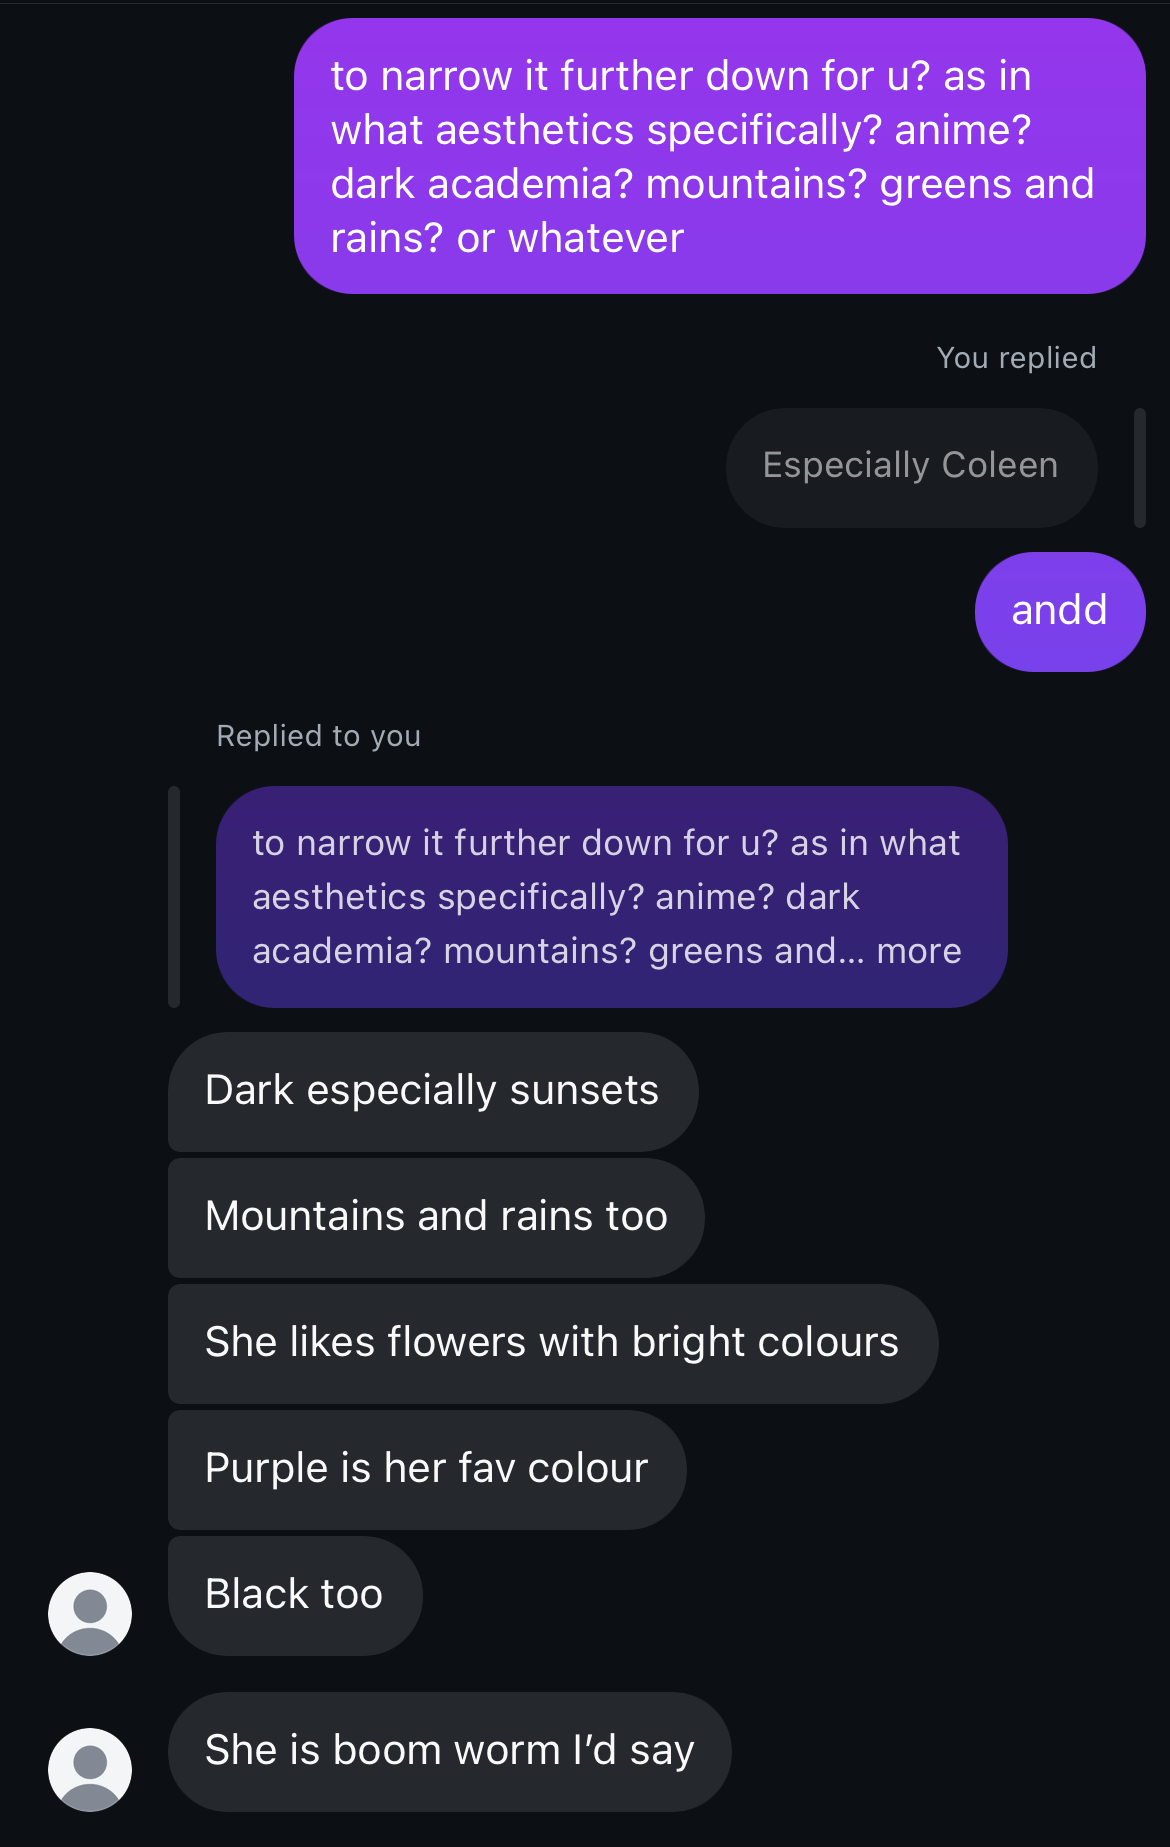 to narrow it further down for u? as in
what aesthetics specifically? anime?
dark academia? mountains? greens and
rains? or whatever
You replied
Especially Coleen
andd
Replied to you
to narrow it further down for u? as in what
aesthetics specifically? anime? dark
academia? mountains? greens and... more
Dark especially sunsets
Mountains and rains too
She likes flowers with bright colours
Purple is her fav colour
Black too
She is boom worm I’d say